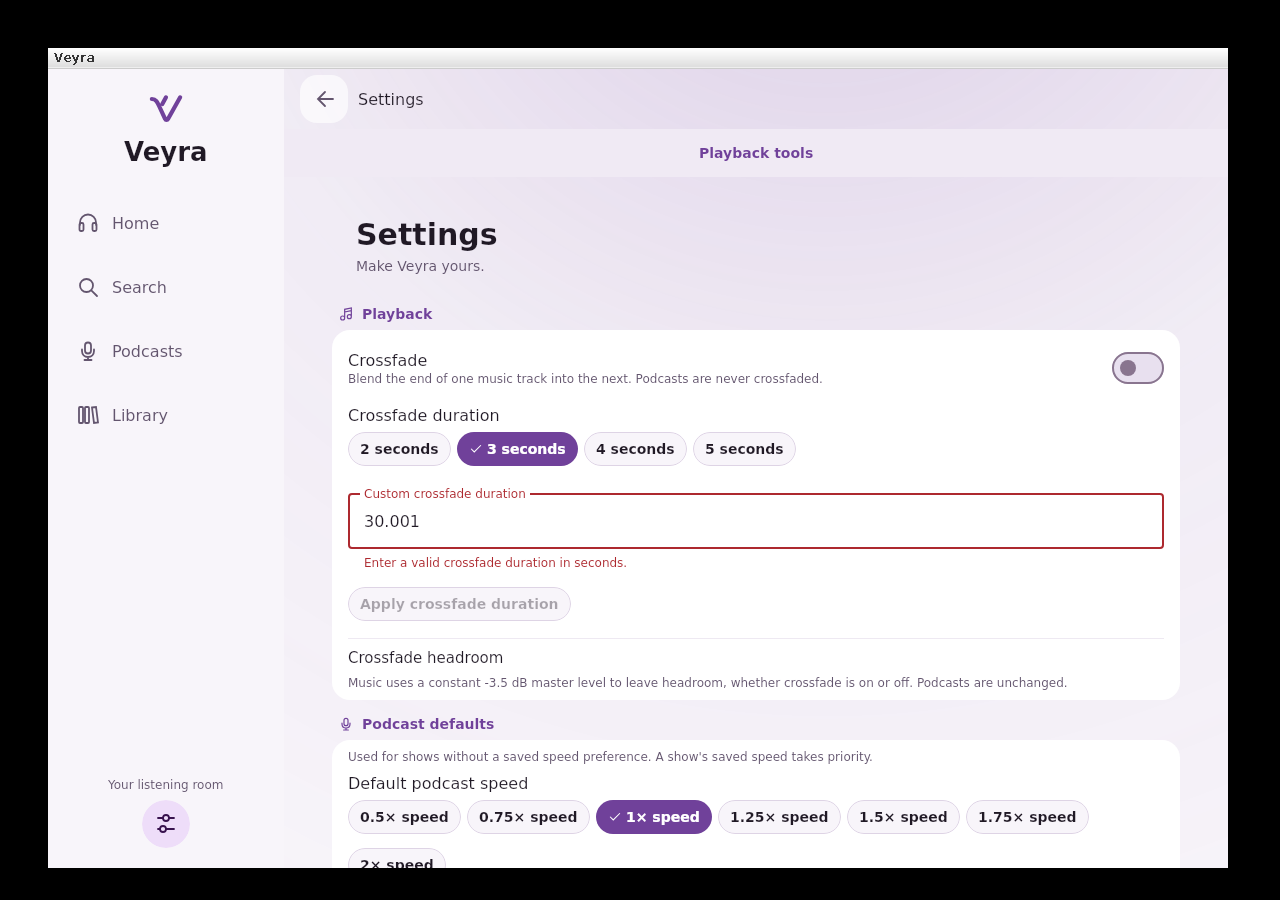 Veyra
Veyra
Home
Search
Podcasts
Library
Your listening room
Settings
Playback tools
Settings
Make Veyra yours.
Playback
Crossfade
Blend the end of one music track into the next. Podcasts are never crossfaded.
Crossfade duration
2 seconds 3 seconds 4 seconds 5 seconds
Custom crossfade duration
30.001
Enter a valid crossfade duration in seconds.
Apply crossfade duration
Crossfade headroom
Music uses a constant -3.5 dB master level to leave headroom, whether crossfade is on or off. Podcasts are unchanged.
Podcast defaults
Used for shows without a saved speed preference. A show's saved speed takes priority.
Default podcast speed
0.5× speed 0.75× speed 1× speed 1.25× speed 1.5× speed 1.75× speed
2× speed